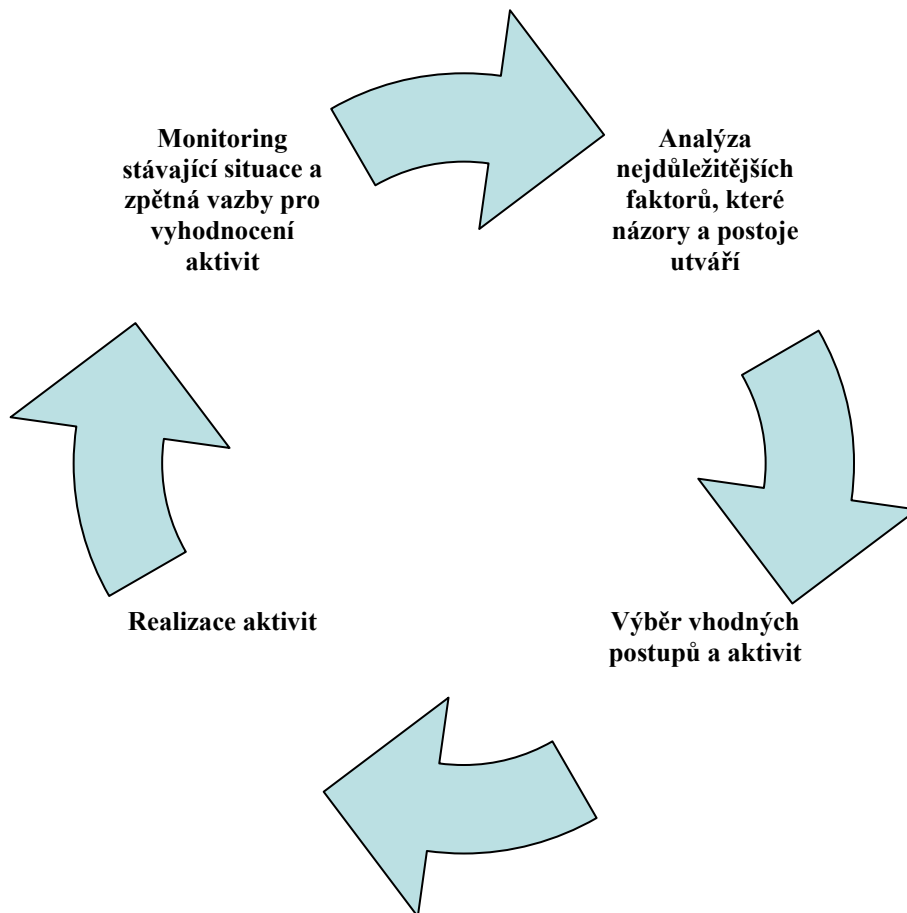 Monitoring
stávající situace a
zpětná vazby pro
vyhodnocení
aktivit
Analýza
nejdůležitějších
faktorů, které
názory a postoje
utváří
Výběr vhodných
postupů a aktivit
Realizace aktivit